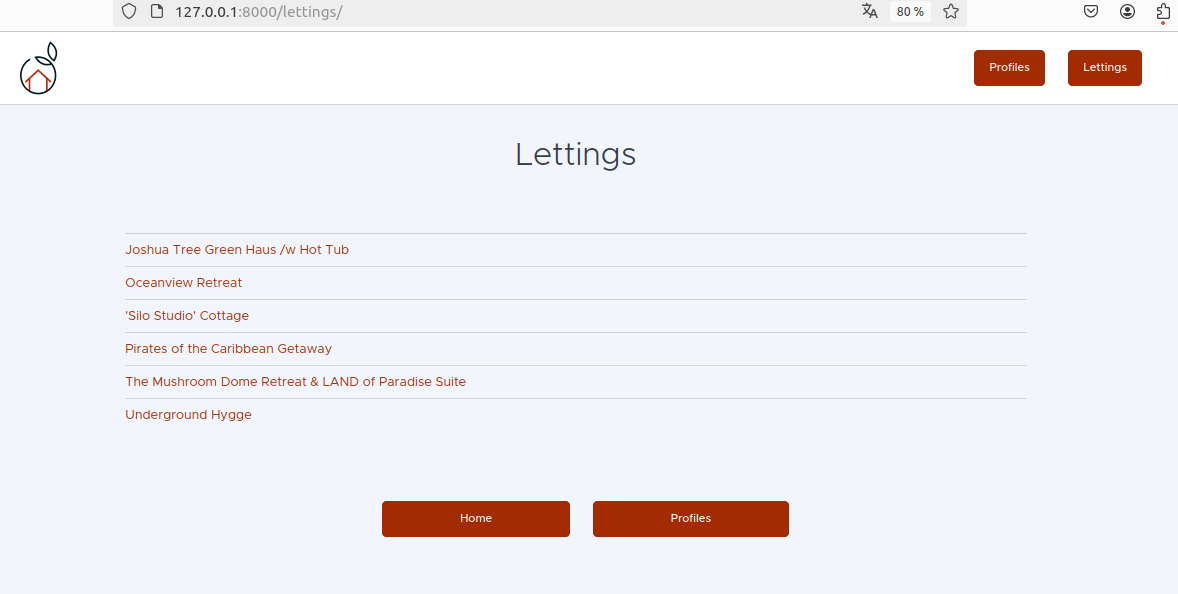 127.0.0.1:8000/lettings/
80 %
Profiles
Lettings
Lettings
Joshua Tree Green Haus /w Hot Tub
Oceanview Retreat
'Silo Studio' Cottage
Pirates of the Caribbean Getaway
The Mushroom Dome Retreat & LAND of Paradise Suite
Underground Hygge
Home
Profiles